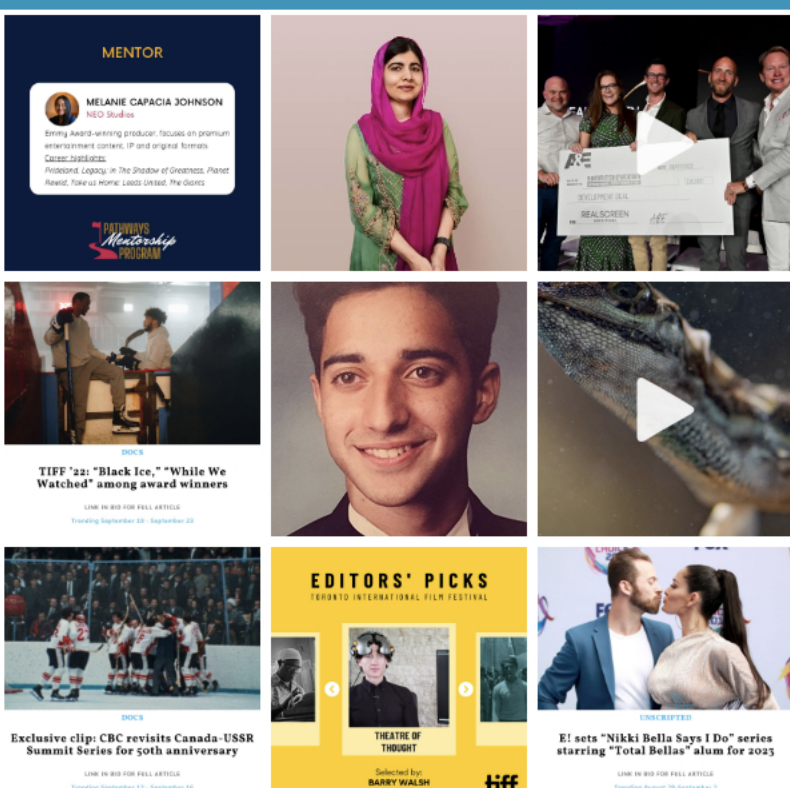 MENTOR
MELANIE CAPACIA JOHNSON
NEO Studios
Emmy Award-winning producer, focuses on premium
entertainment content, IP and original formats.
Career highlights:
Prideland, Legacy: In The Shadow of Greatness, Planet
Rewild, Take us Home: Leeds United, The Giants
PATHWAYS
Mentorship
PROGRAM
A&E
DEVELOPMENT DEAL
REALSCREEN
DOCS
TIFF '22: “Black Ice,” “While We
Watched” among award winners
LINK IN BIO FOR FULL ARTICLE
Trending September 19 - September 23
DOCS
Exclusive clip: CBC revisits Canada-USSR
Summit Series for 50th anniversary
LINK IN BIO FOR FULL ARTICLE
EDITORS' PICKS
TORONTO INTERNATIONAL FILM FESTIVAL
THEATRE OF
THOUGHT
Selected by:
BARRY WALSH
tiff
UNSCRIPTED
E! sets “Nikki Bella Says I Do” series
starring “Total Bellas” alum for 2023
LINK IN BIO FOR FULL ARTICLE